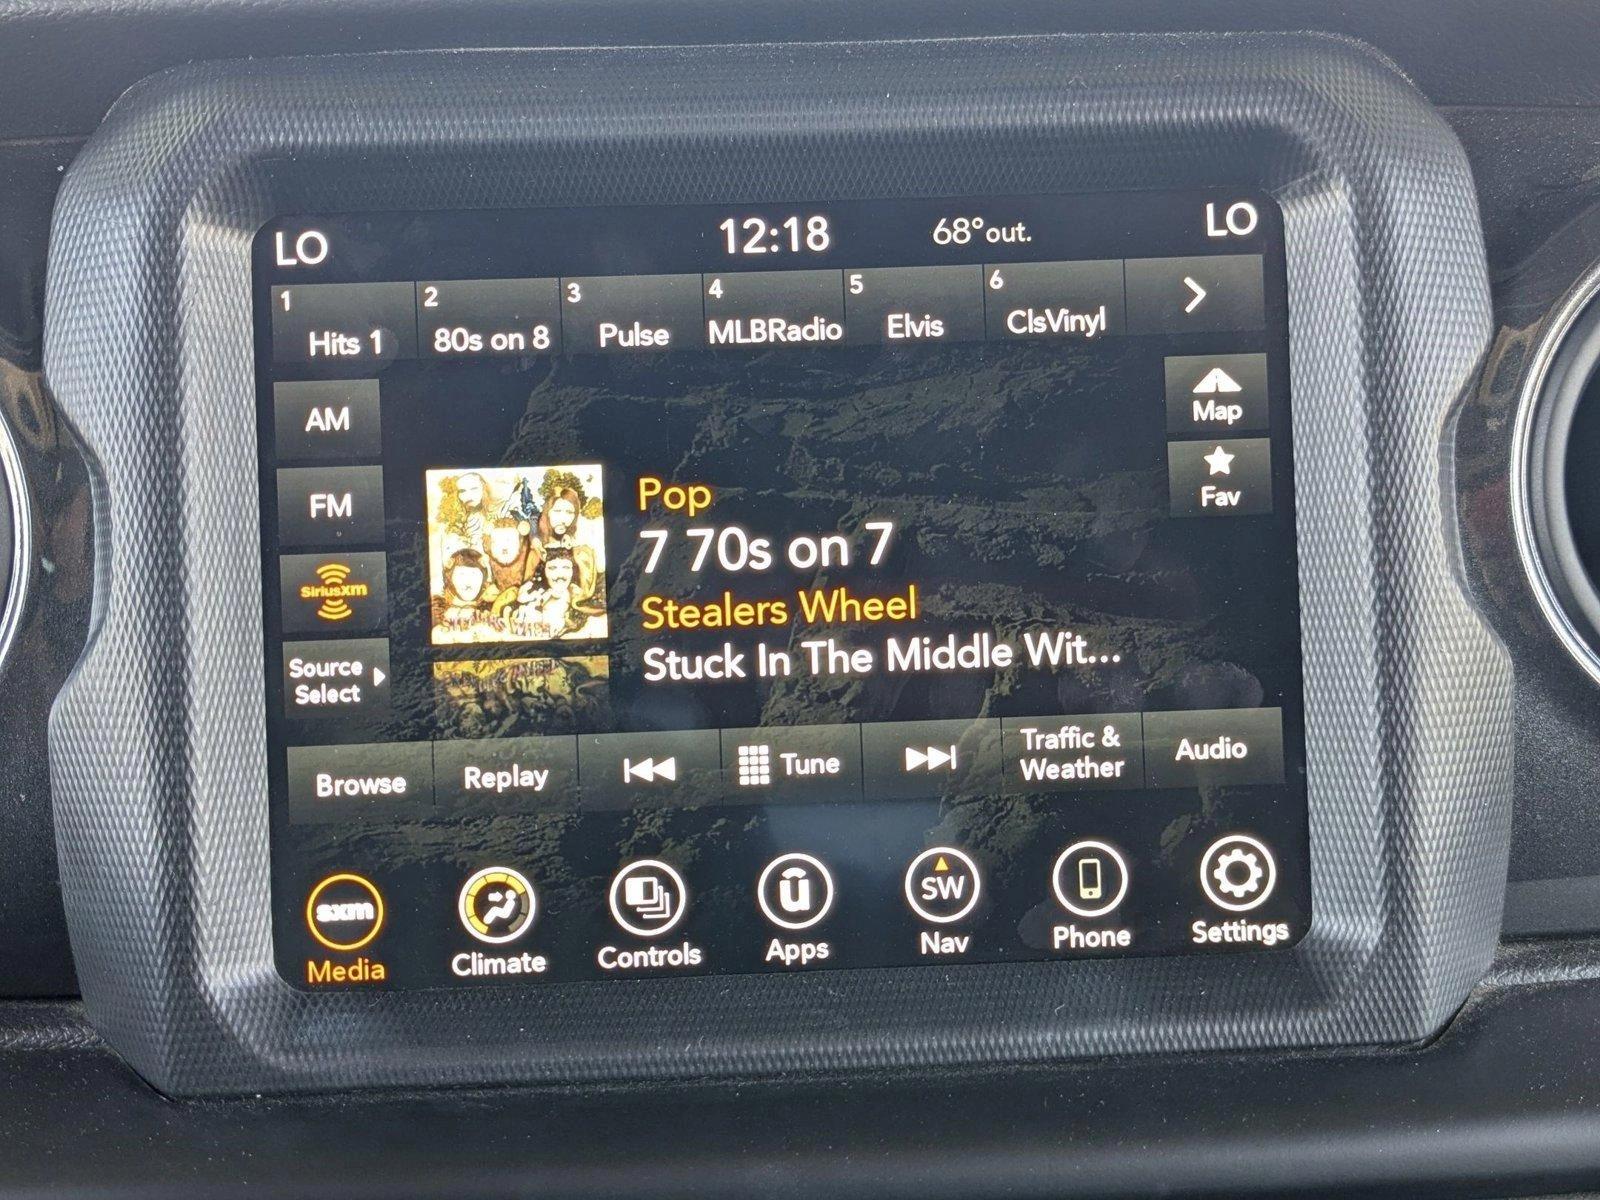 LO 12:18 68°out. LO
1 Hits 1
2 80s on 8
3 Pulse
4 MLBRadio
5 Elvis
6 ClsVinyl
AM
Map
FM
Fav
SiriusXM
Source
Select
Pop
7 70s on 7
Stealers Wheel
Stuck In The Middle Wit...
Browse
Replay
Tune
Traffic &
Weather
Audio
sxm
Media
Climate
Controls
û
Apps
SW
Nav
Phone
Settings